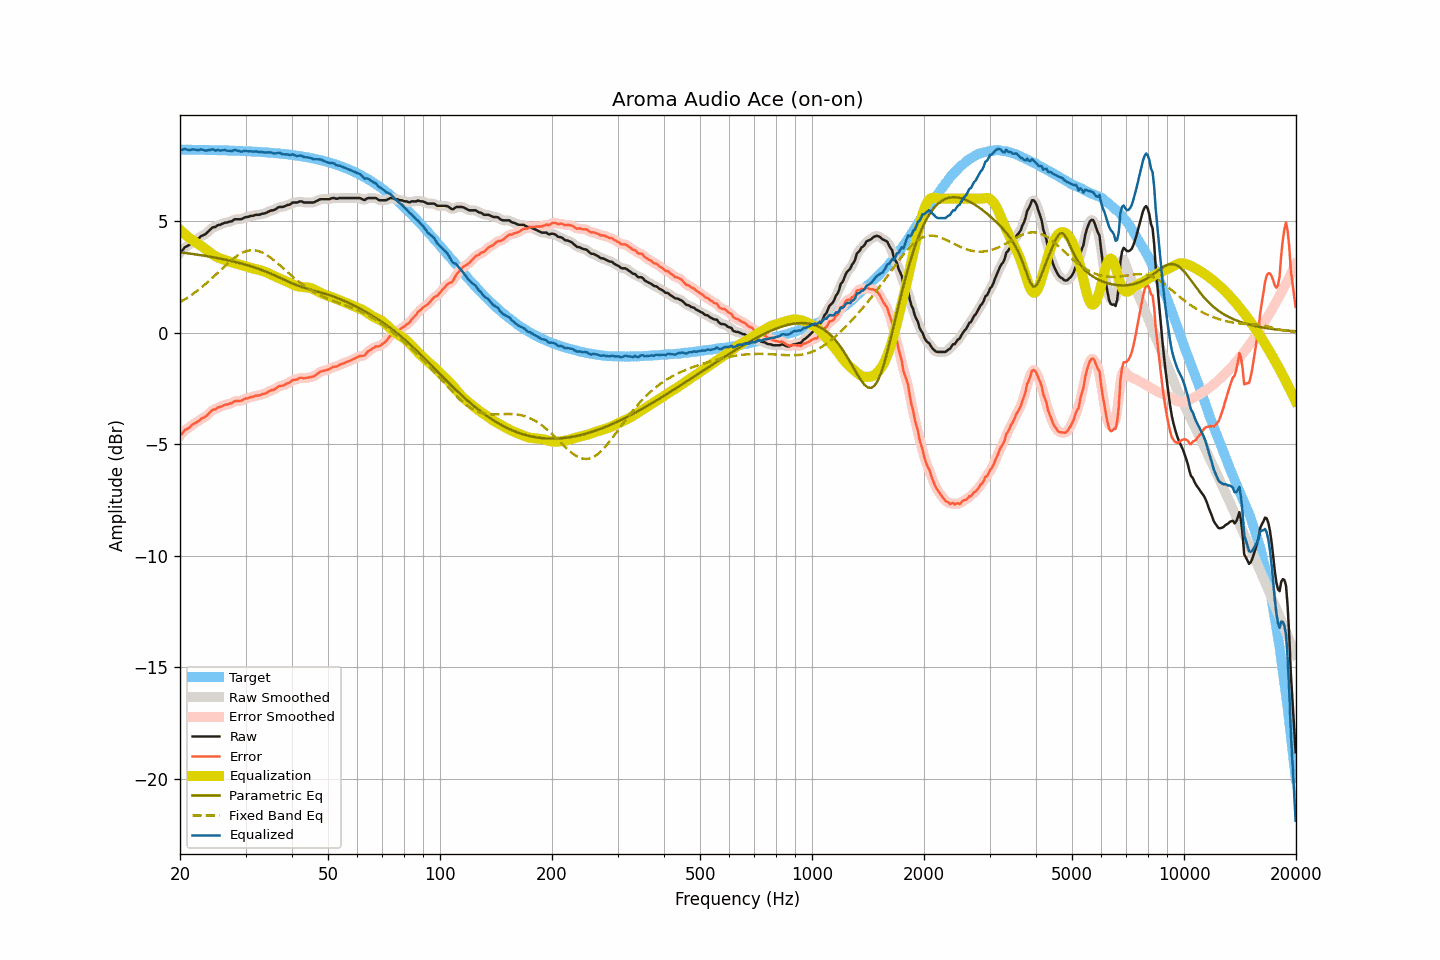 Aroma Audio Ace (on-on)
Amplitude (dBr)
5
0
−5
−10
−15
−20
Target
Raw Smoothed
Error Smoothed
Raw
Error
Equalization
Parametric Eq
Fixed Band Eq
Equalized
20 50 100 200 500 1000 2000 5000 10000 20000
Frequency (Hz)